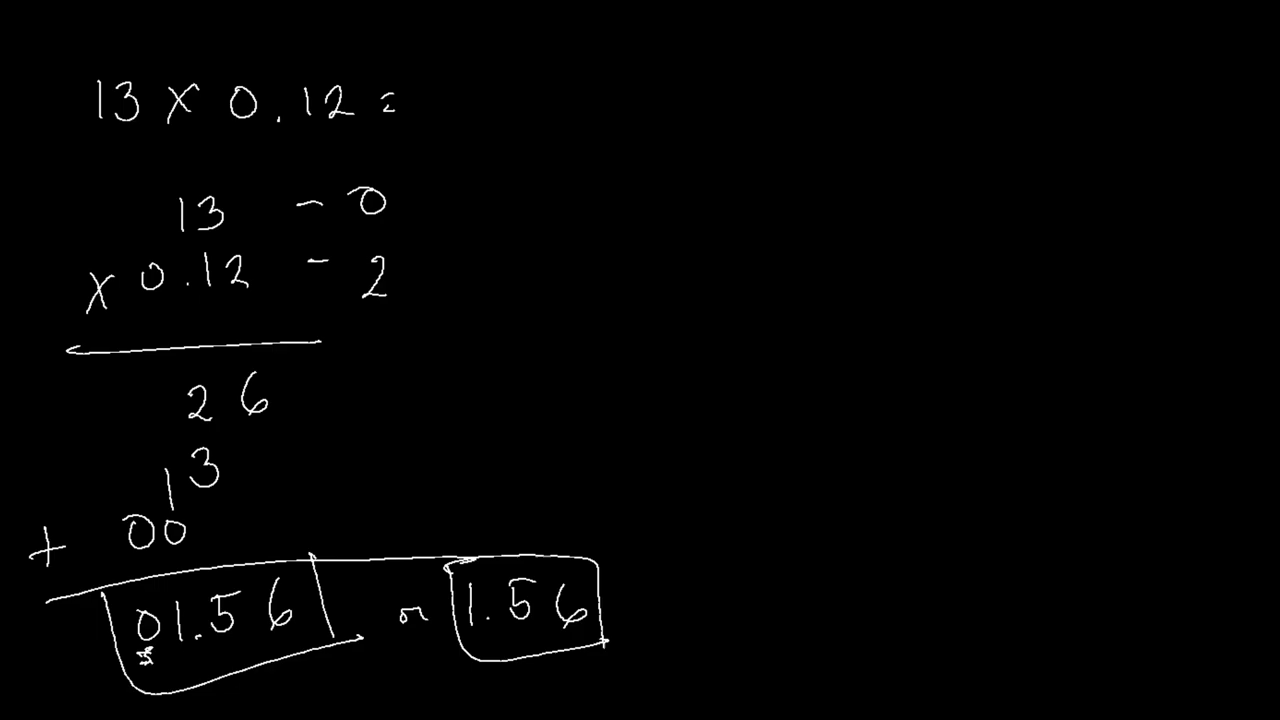 13 x 0.12 =
13 - 0
x 0.12 - 2
26
13
+ 00
01.56 or 1.56